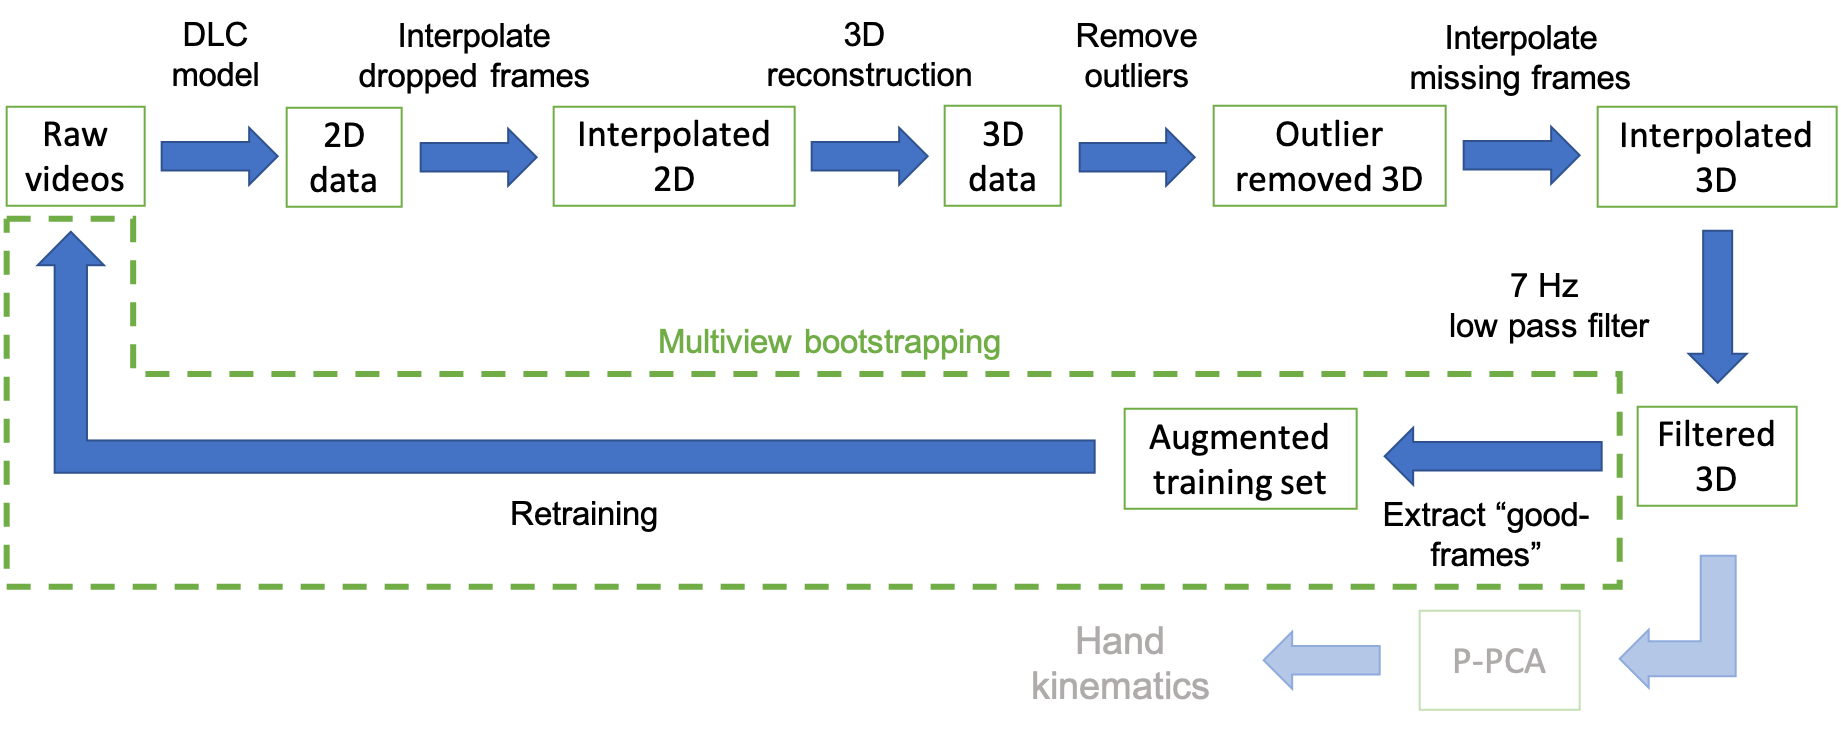 DLC
model
Interpolate
dropped frames
3D
reconstruction
Remove
outliers
Interpolate
missing frames
Raw
videos
2D
data
Interpolated
2D
3D
data
Outlier
removed 3D
Interpolated
3D
7 Hz
low pass filter
Multiview bootstrapping
Filtered
3D
Augmented
training set
Extract “good-
frames”
Retraining
P-PCA
Hand
kinematics